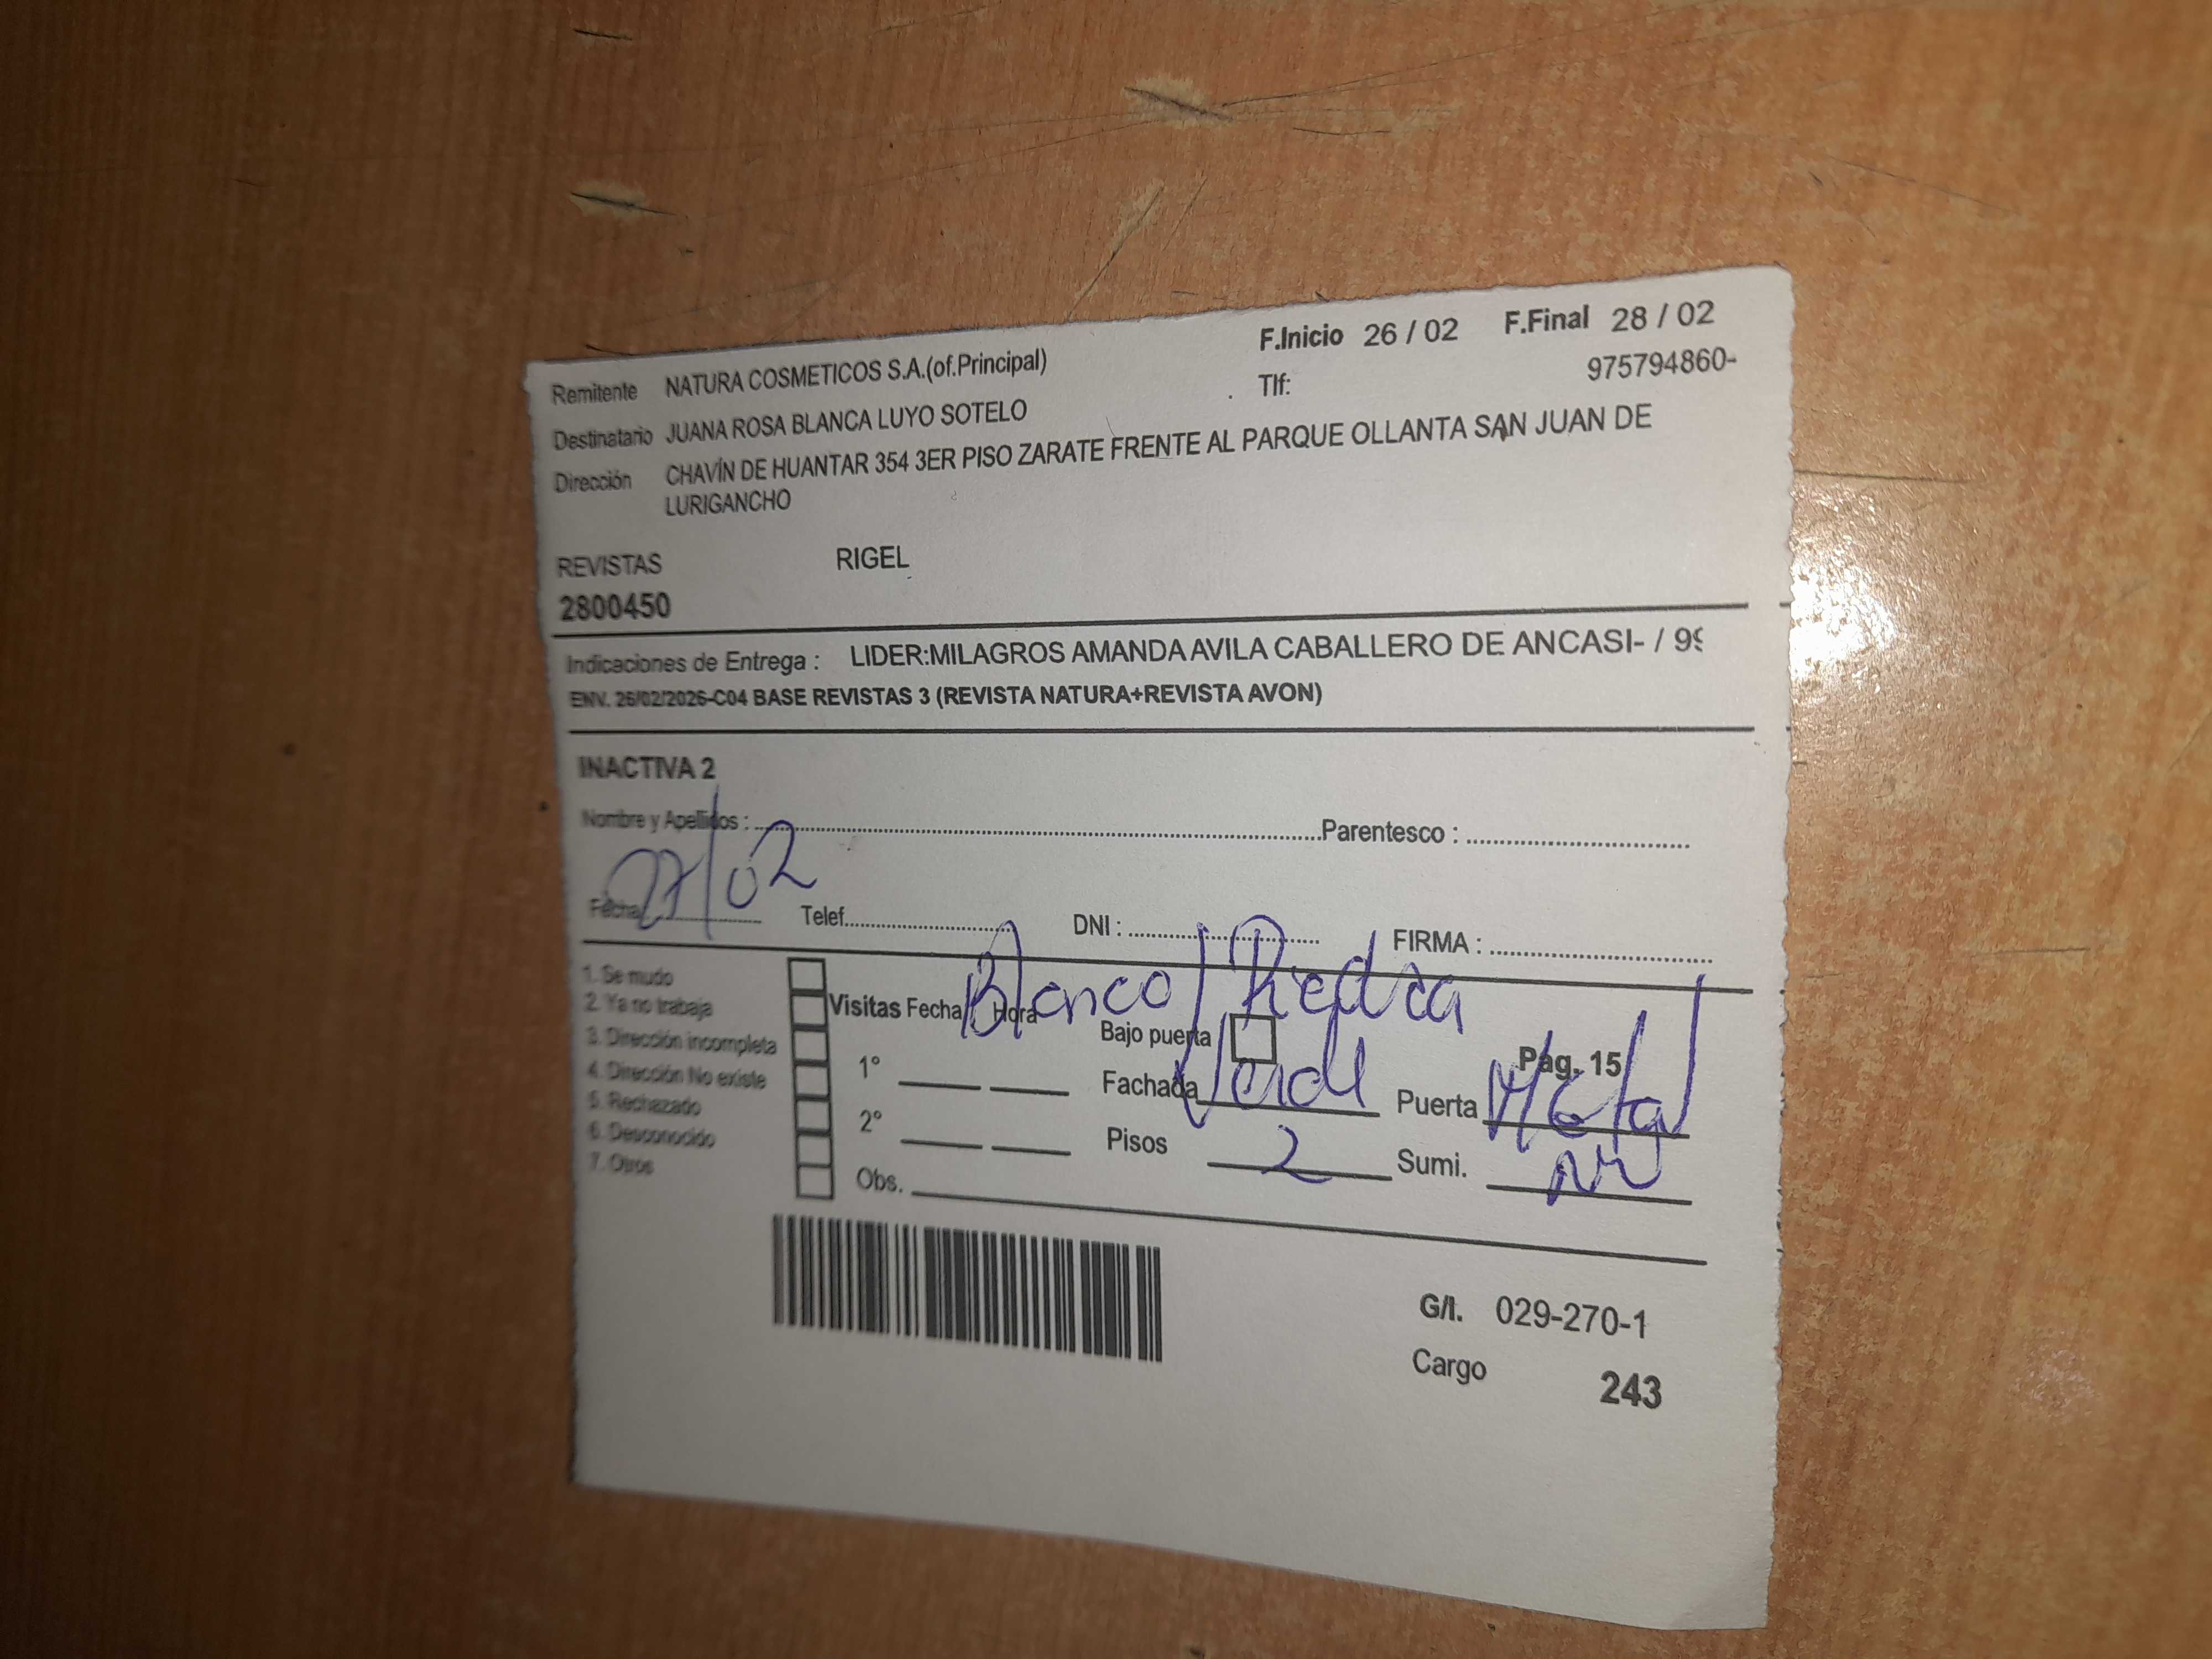 F.Inicio 26 / 02 F.Final 28 / 02
Remitente NATURA COSMETICOS S.A.(of.Principal) Tlf: 975794860-
Destinatario JUANA ROSA BLANCA LUYO SOTELO
Dirección CHAVÍN DE HUANTAR 354 3ER PISO ZARATE FRENTE AL PARQUE OLLANTA SAN JUAN DE
LURIGANCHO
REVISTAS RIGEL
2800450
Indicaciones de Entrega : LIDER:MILAGROS AMANDA AVILA CABALLERO DE ANCASI- / 99
ENV. 26/02/2026-C04 BASE REVISTAS 3 (REVISTA NATURA+REVISTA AVON)
INACTIVA 2
Nombre y Apellidos : Parentesco :
Fecha 27/02 Telef. DNI : FIRMA :
Blanco/Piedra
1. Se mudo
2. Ya no trabaja
3. Dirección incompleta
4. Dirección No existe
5. Rechazado
6. Desconocido
7. Otros
Visitas Fecha Hora Bajo puerta Pag. 15
1° Fachada Verde Puerta Metal
2° Pisos 2 Sumi.
Obs.
G/I. 029-270-1
Cargo 243